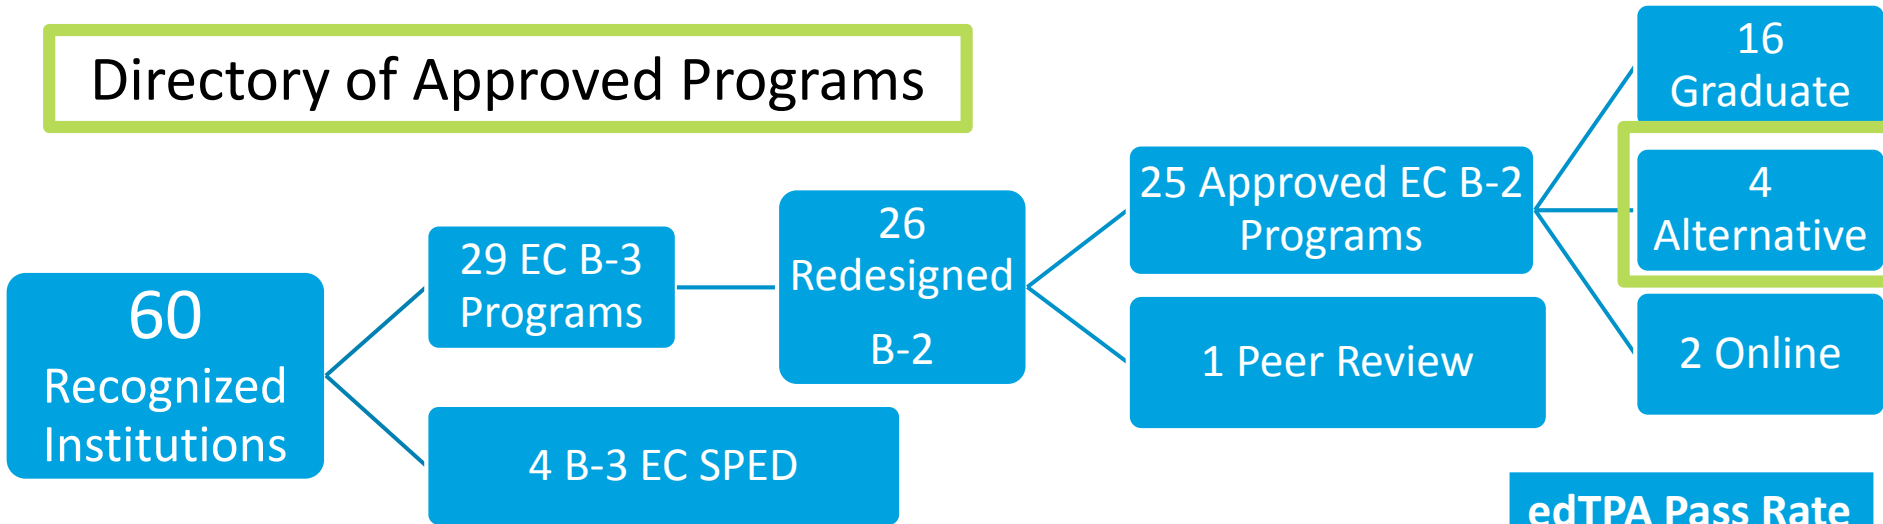 Directory of Approved Programs
60
Recognized
Institutions
29 EC B-3
Programs
4 B-3 EC SPED
26
Redesigned
B-2
25 Approved EC B-2
Programs
1 Peer Review
16
Graduate
4
Alternative
2 Online
edTPA Pass Rate